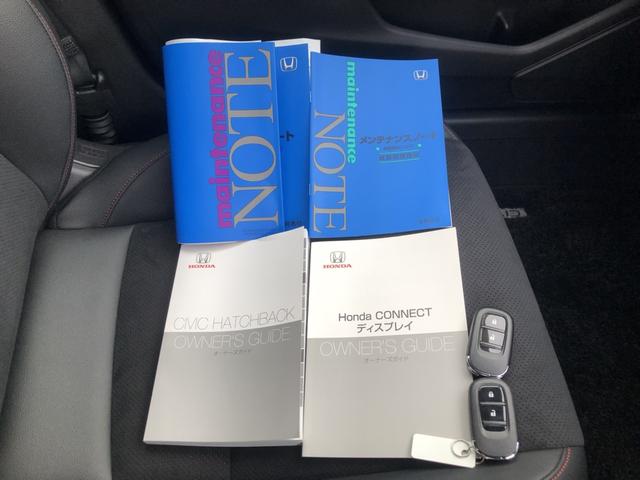 maintenance
NOTE
ート
maintenance
NOTE
メンテナンスノート
HONDA
CIVIC HATCHBACK
OWNER'S GUIDE
オーナーズガイド
HONDA
Honda CONNECT
ディスプレイ
OWNER'S GUIDE
オーナーズガイド